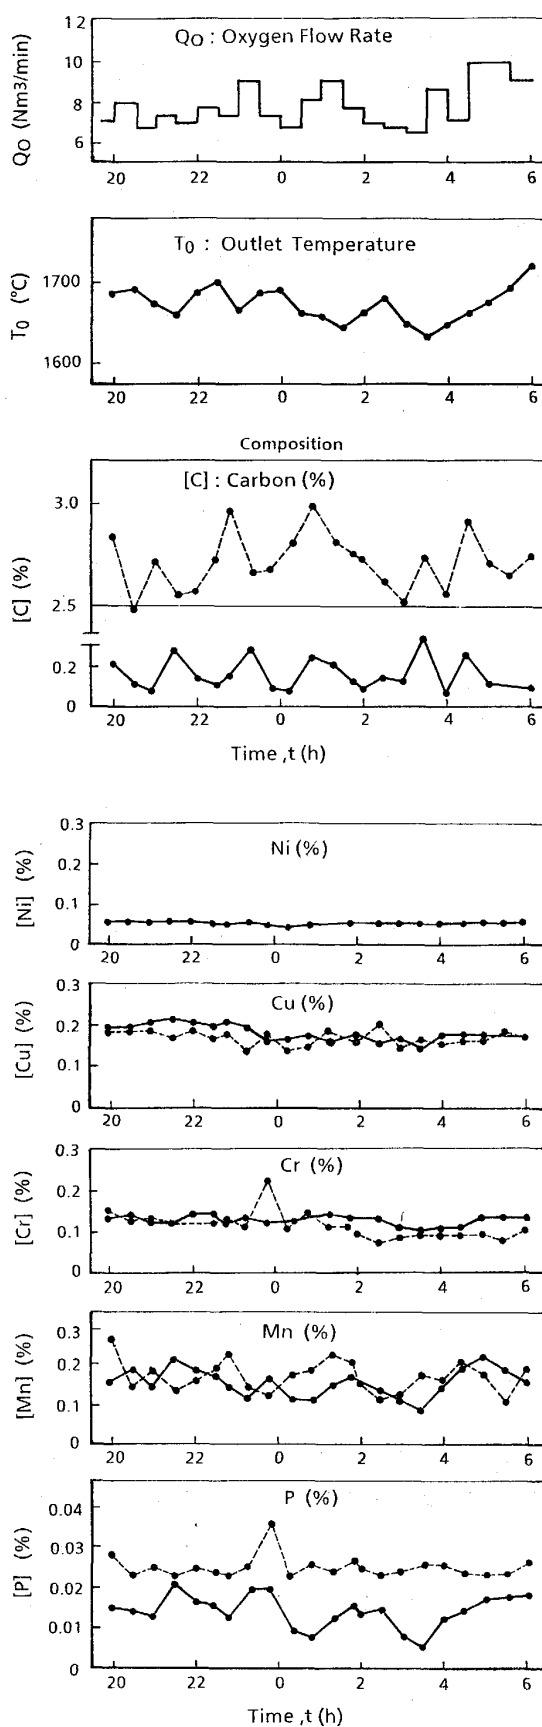 12
Qo : Oxygen Flow Rate
10
8
6
Qo (Nm3/min)
20 22 0 2 4 6
To : Outlet Temperature
1700
1600
To (°C)
20 22 0 2 4 6
Composition
[C] : Carbon (%)
3.0
2.5
0.2
0
[C] (%)
20 22 0 2 4 6
Time ,t (h)
0.3
Ni (%)
0.2
0.1
0
[Ni] (%)
20 22 0 2 4 6
0.3
Cu (%)
0.2
0.1
0
[Cu] (%)
20 22 0 2 4 6
0.3
Cr (%)
0.2
0.1
0
[Cr] (%)
20 22 0 2 4 6
0.3
Mn (%)
0.2
0.1
0
[Mn] (%)
20 22 0 2 4 6
P (%)
0.04
0.03
0.02
0.01
0
[P] (%)
20 22 0 2 4 6
Time ,t (h)